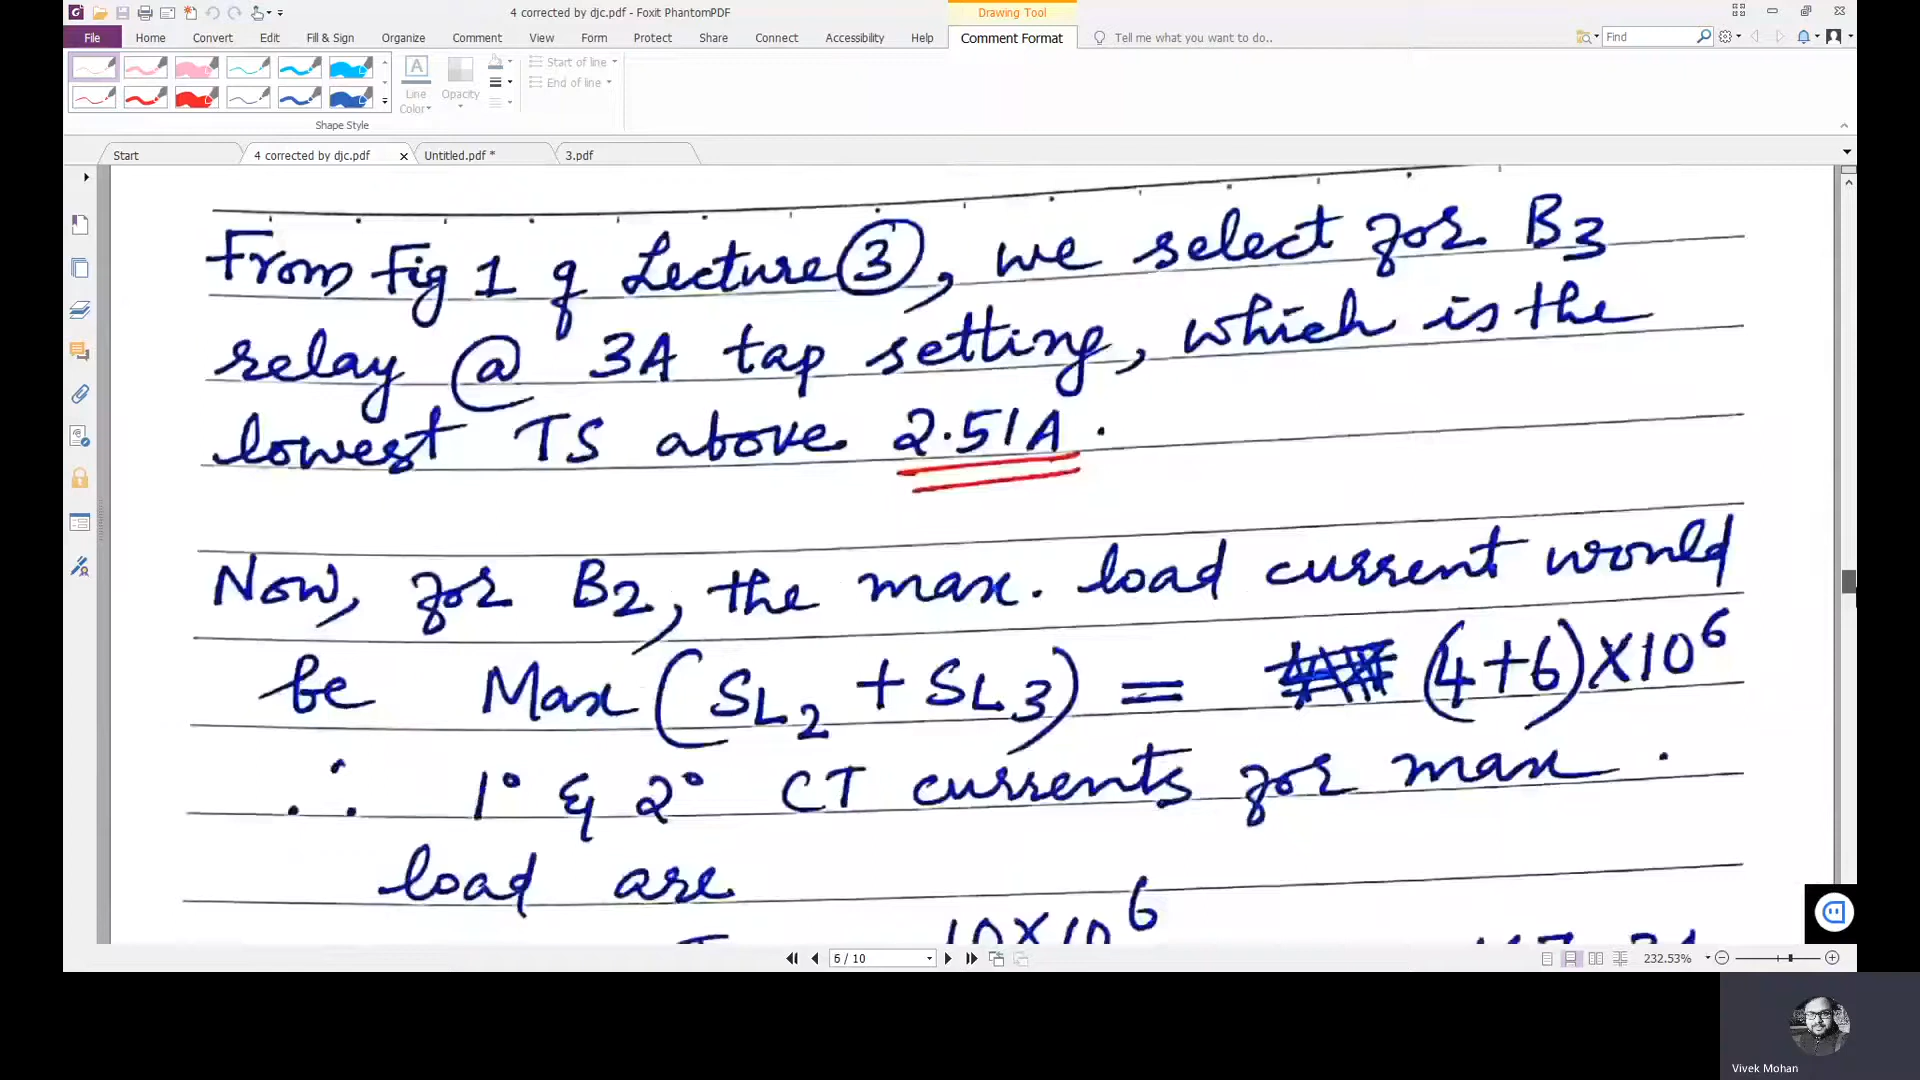 4 corrected by djc.pdf - Foxit PhantomPDF
Drawing Tool
File Home Convert Edit Fill & Sign Organize Comment View Form Protect Share Connect Accessibility Help Comment Format Tell me what you want to do.. Find
Line Color
Opacity
Start of line
End of line
Shape Style
Start 4 corrected by djc.pdf Untitled.pdf * 3.pdf
From Fig 1 of Lecture ③, we select for B3
relay @ 3A tap setting, which is the
lowest TS above 2.51A.
Now, for B2, the max. load current would
be Max (SL2 + SL3) = (4+6)×10⁶
∴ 1° & 2° CT currents for max.
load are
10×10⁶
6 / 10
232.53%
Vivek Mohan